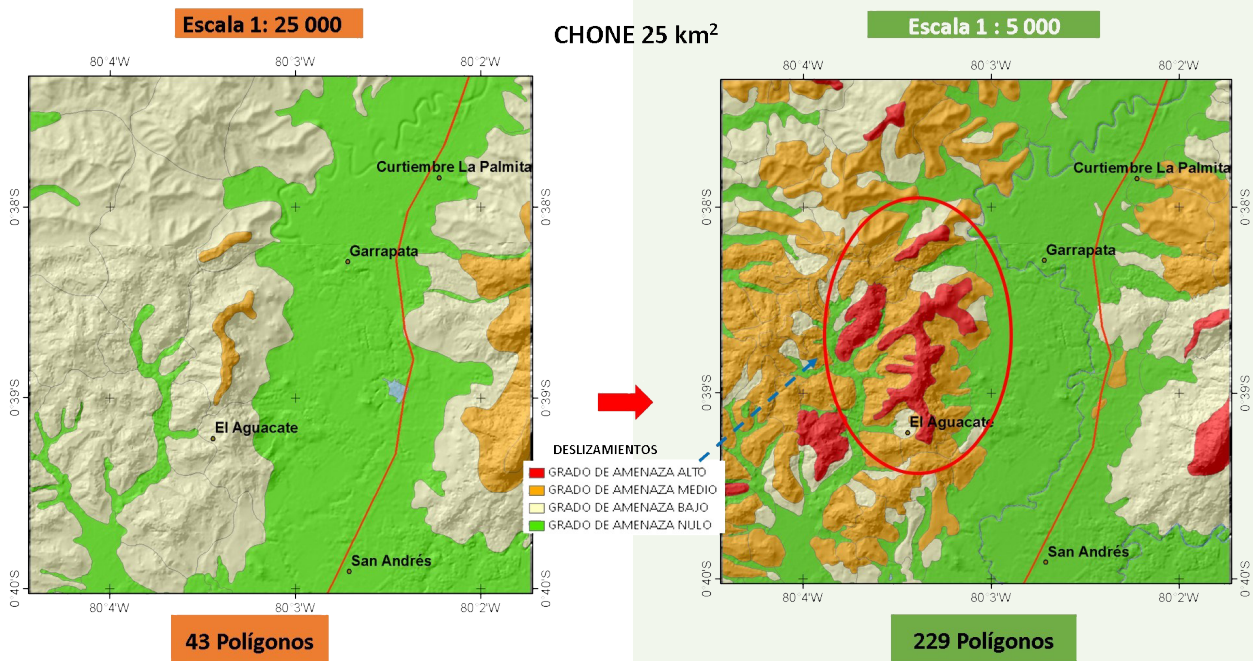 Escala 1: 25 000
CHONE 25 km²
Escala 1 : 5 000
80 4'W
80 3'W
80 2'W
0 38'S
0 38'S
0 39'S
0 39'S
0 40'S
0 40'S
Curtiembre La Palmita
Garrapata
El Aguacate
San Andrés
80 4'W
80 3'W
80 2'W
DESLIZAMIENTOS
GRADO DE AMENAZA ALTO
GRADO DE AMENAZA MEDIO
GRADO DE AMENAZA BAJO
GRADO DE AMENAZA NULO
80 4'W
80 3'W
80 2'W
0 38'S
0 38'S
0 39'S
0 39'S
0 40'S
0 40'S
Curtiembre La Palmita
Garrapata
El Aguacate
San Andrés
80 4'W
80 3'W
80 2'W
43 Polígonos
229 Polígonos